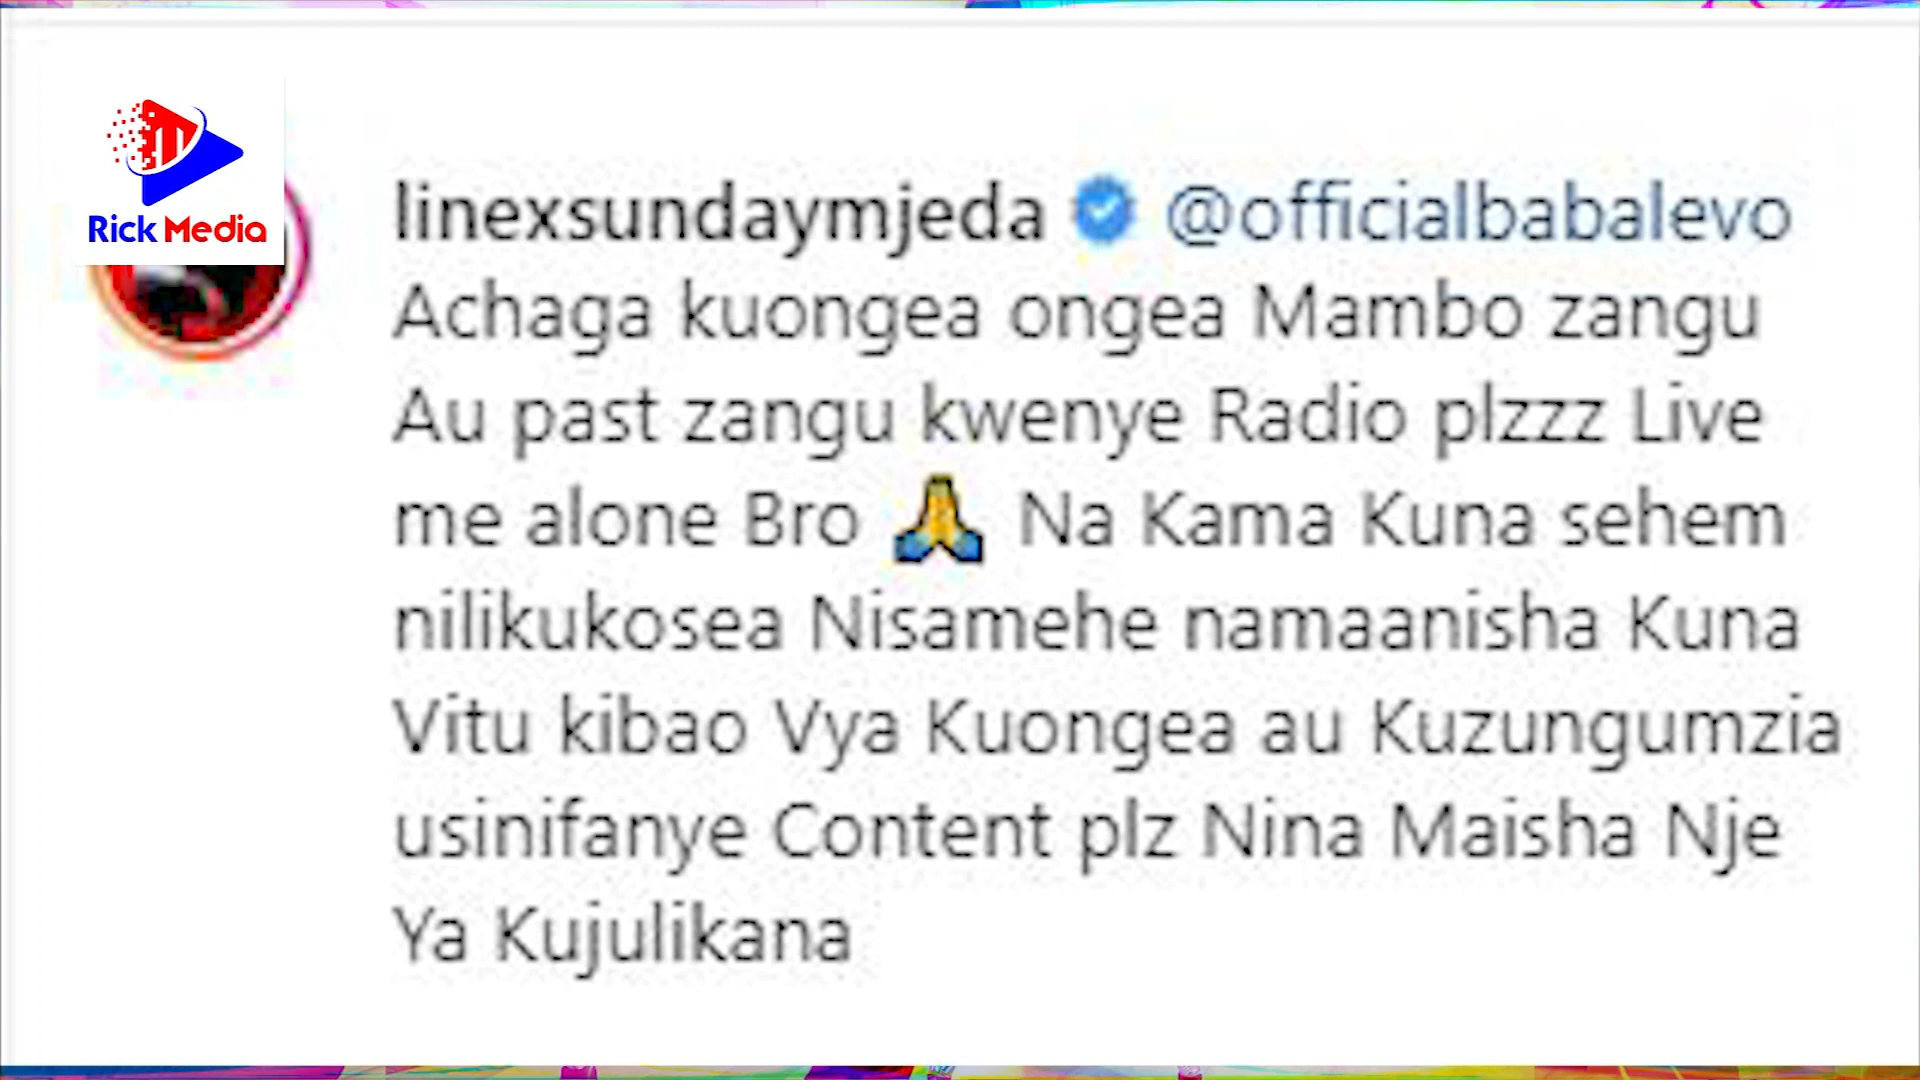 Rick Media
linexsundaymjeda @officialbabalevo
Achaga kuongea ongea Mambo zangu
Au past zangu kwenye Radio plzzz Live
me alone Bro 🙏 Na Kama Kuna sehem
nilikukosea Nisamehe namaanisha Kuna
Vitu kibao Vya Kuongea au Kuzungumzia
usinifanye Content plz Nina Maisha Nje
Ya Kujulikana